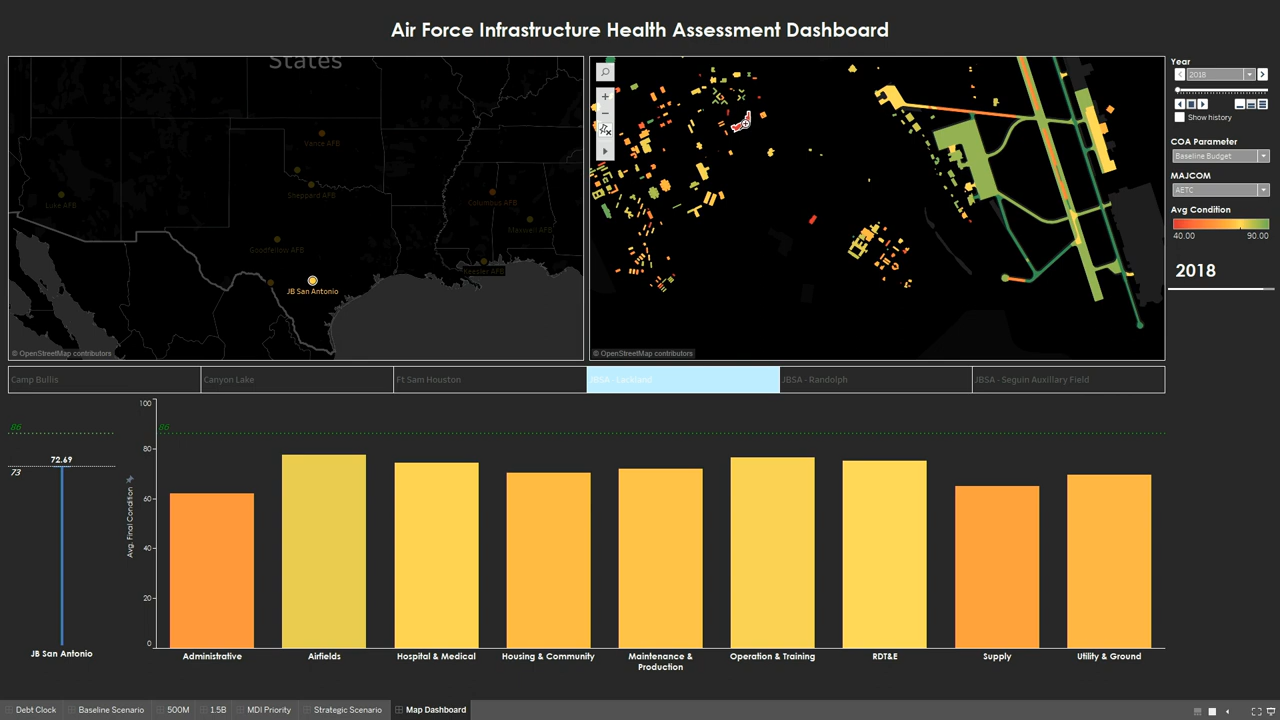 Air Force Infrastructure Health Assessment Dashboard
States
Vance AFB
Sheppard AFB
Luke AFB
Columbus AFB
Maxwell AFB
Goodfellow AFB
Keesler AFB
JB San Antonio
© OpenStreetMap contributors
© OpenStreetMap contributors
Year
2018
Show history
COA Parameter
Baseline Budget
MAJCOM
AETC
Avg Condition
40.00 90.00
2018
Camp Bullis
Canyon Lake
Ft Sam Houston
JBSA - Lackland
JBSA - Randolph
JBSA - Seguin Auxillary Field
86
72.69
73
JB San Antonio
Avg. Final Condition
100
86
80
60
40
20
0
Administrative
Airfields
Hospital & Medical
Housing & Community
Maintenance &
Production
Operation & Training
RDT&E
Supply
Utility & Ground
Debt Clock
Baseline Scenario
500M
1.5B
MDI Priority
Strategic Scenario
Map Dashboard